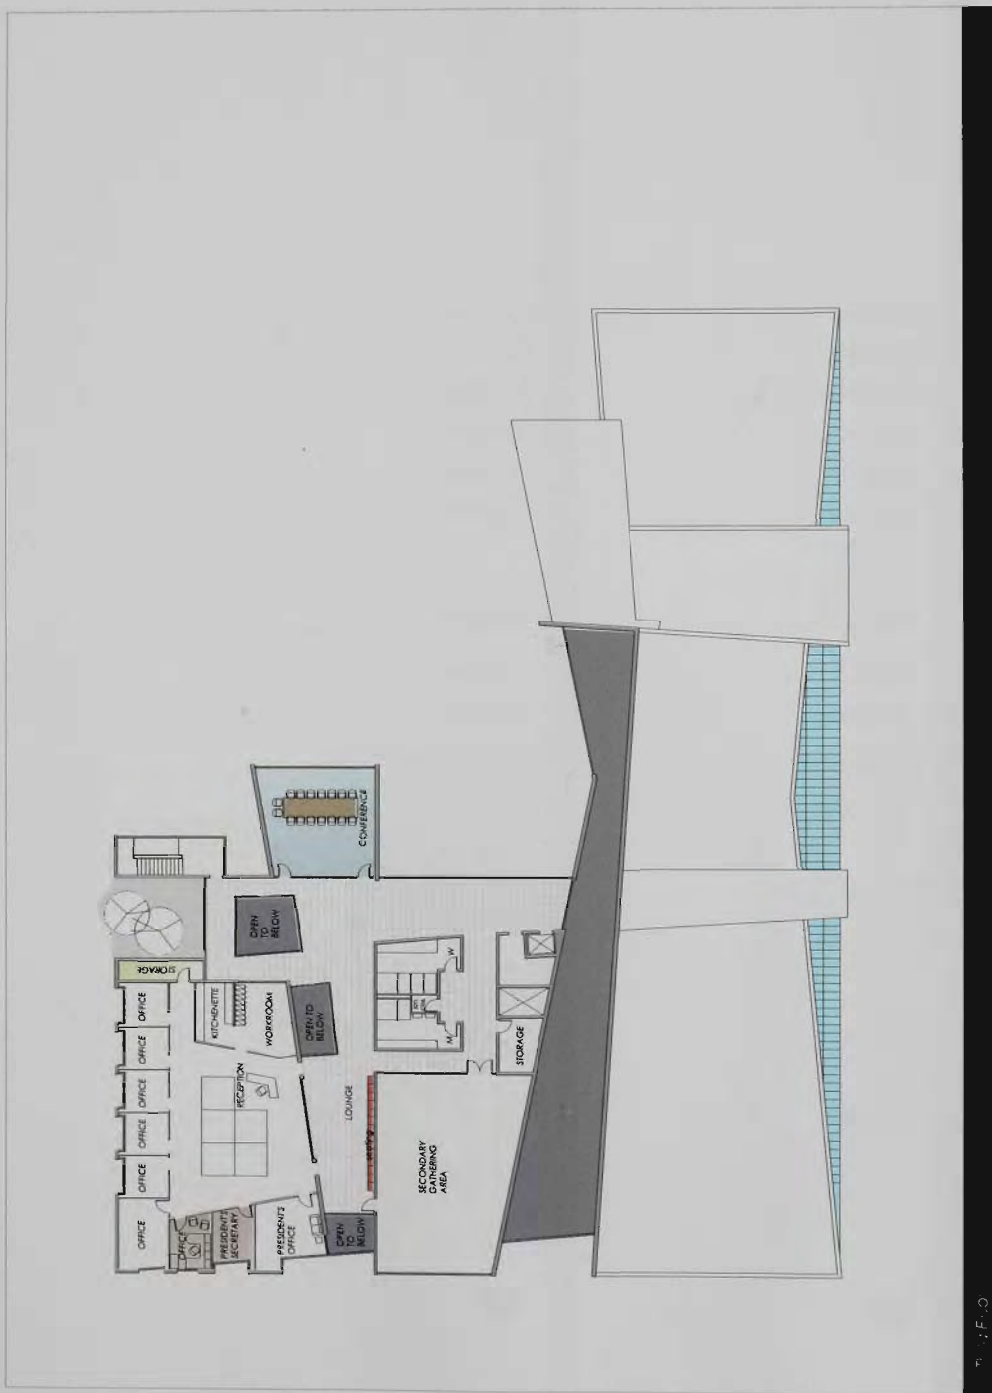 CONFERENCE
OPEN
TO
BELOW
STORAGE
OFFICE
KITCHENETTE
WORKROOM
OPEN TO
BELOW
W
M
STORAGE
OFFICE
OFFICE
OFFICE
OFFICE
OFFICE
RECEPTION
LOUNGE
SECONDARY
GATHERING
AREA
OFFICE
OFFICE
PRESIDENT'S
SECRETARY
PRESIDENT'S
OFFICE
OPEN
TO
BELOW